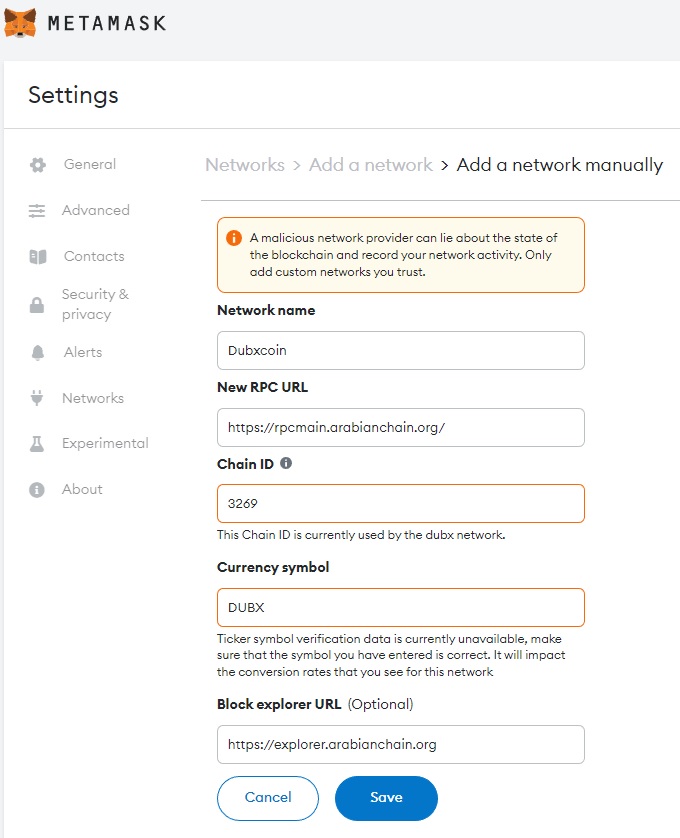 METAMASK
Settings
General
Advanced
Contacts
Security &
privacy
Alerts
Networks
Experimental
About
Networks > Add a network > Add a network manually
A malicious network provider can lie about the state of
the blockchain and record your network activity. Only
add custom networks you trust.
Network name
Dubxcoin
New RPC URL
https://rpcmain.arabianchain.org/
Chain ID
3269
This Chain ID is currently used by the dubx network.
Currency symbol
DUBX
Ticker symbol verification data is currently unavailable, make
sure that the symbol you have entered is correct. It will impact
the conversion rates that you see for this network
Block explorer URL (Optional)
https://explorer.arabianchain.org
Cancel
Save